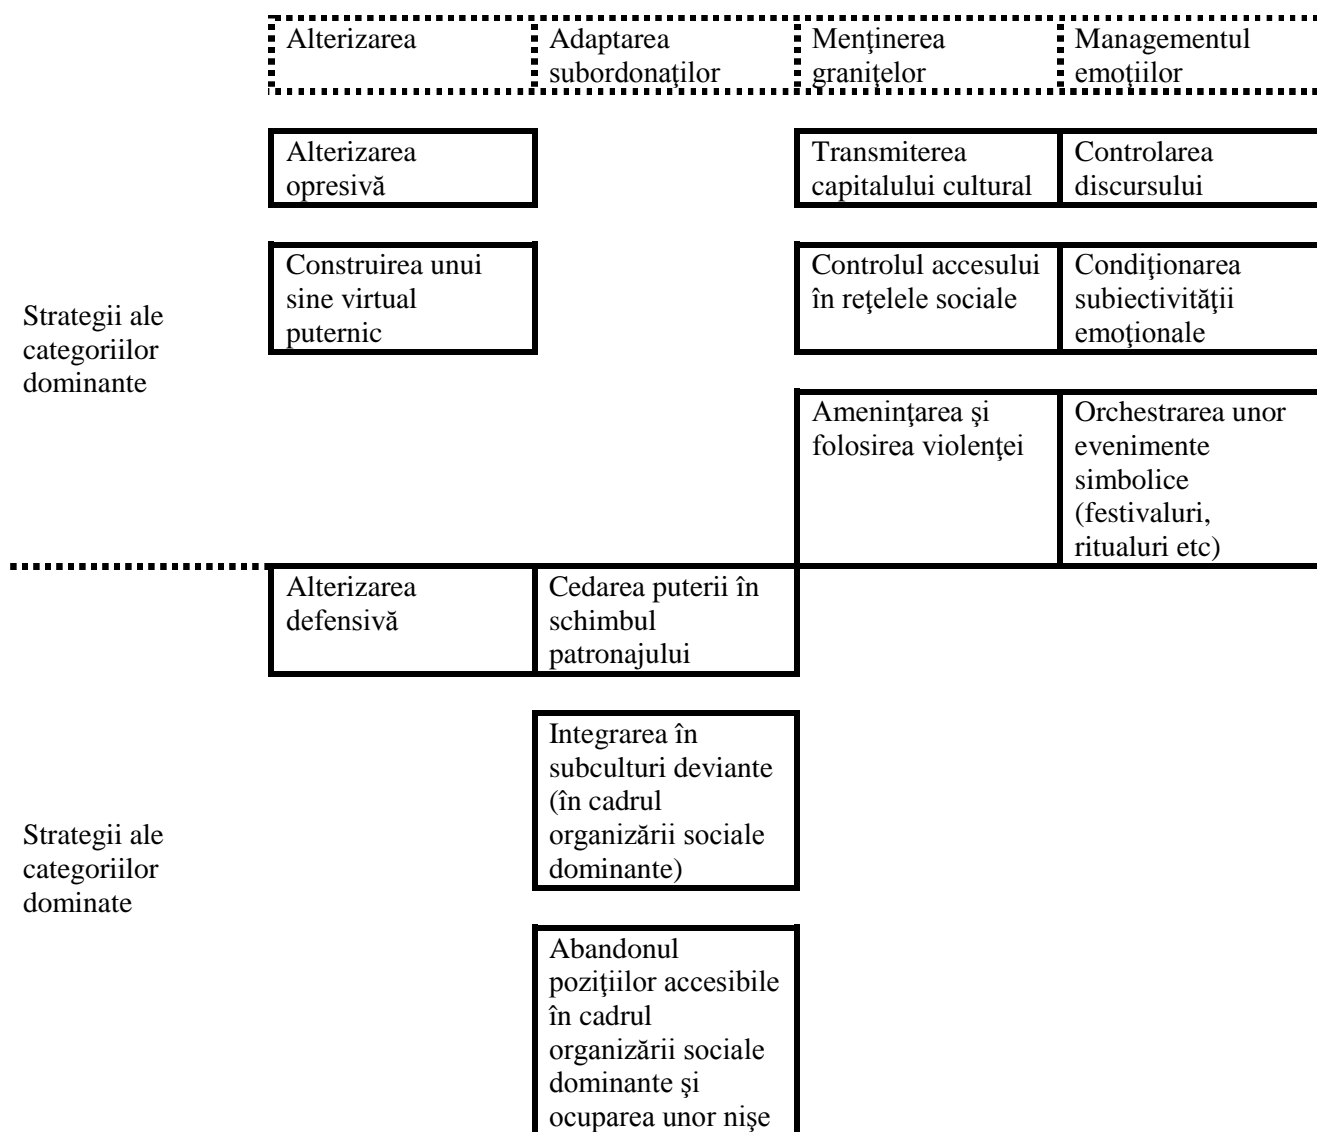 Alterizarea
Adaptarea
subordonaţilor
Menţinerea
graniţelor
Managementul
emoţiilor
Strategii ale
categoriilor
dominante
Alterizarea
opresivă
Transmiterea
capitalului cultural
Controlarea
discursului
Construirea unui
sine virtual
puternic
Controlul accesului
în reţelele sociale
Condiţionarea
subiectivităţii
emoţionale
Ameninţarea şi
folosirea violenţei
Orchestrarea unor
evenimente
simbolice
(festivaluri,
ritualuri etc)
Strategii ale
categoriilor
dominate
Alterizarea
defensivă
Cedarea puterii în
schimbul
patronajului
Integrarea în
subculturi deviante
(în cadrul
organizării sociale
dominante)
Abandonul
poziţiilor accesibile
în cadrul
organizării sociale
dominante şi
ocuparea unor nişe